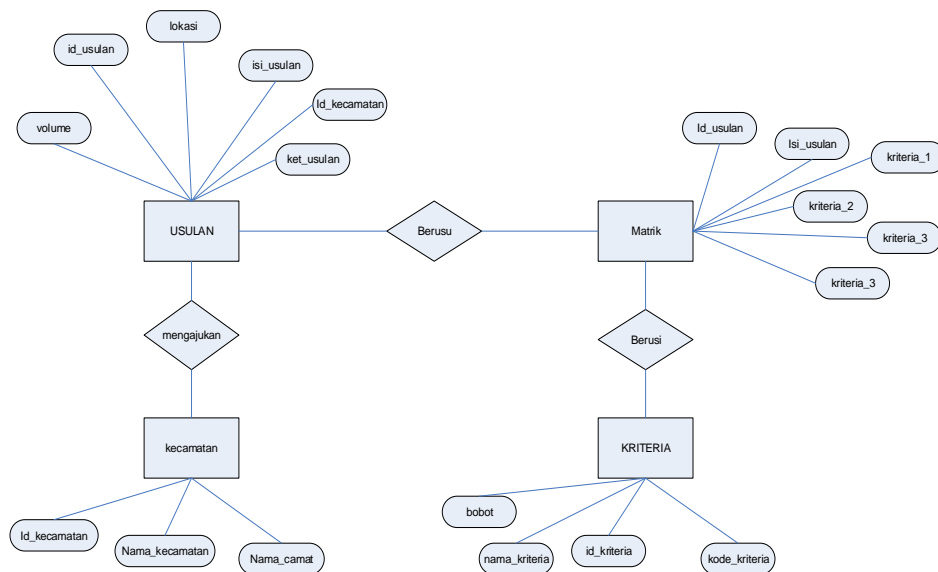 lokasi
id_usulan
isi_usulan
Id_kecamatan
volume
ket_usulan
Id_usulan
Isi_usulan
kriteria_1
kriteria_2
kriteria_3
kriteria_3
USULAN
Berusu
Matrik
mengajukan
Berusi
kecamatan
KRITERIA
Id_kecamatan
Nama_kecamatan
Nama_camat
bobot
nama_kriteria
id_kriteria
kode_kriteria